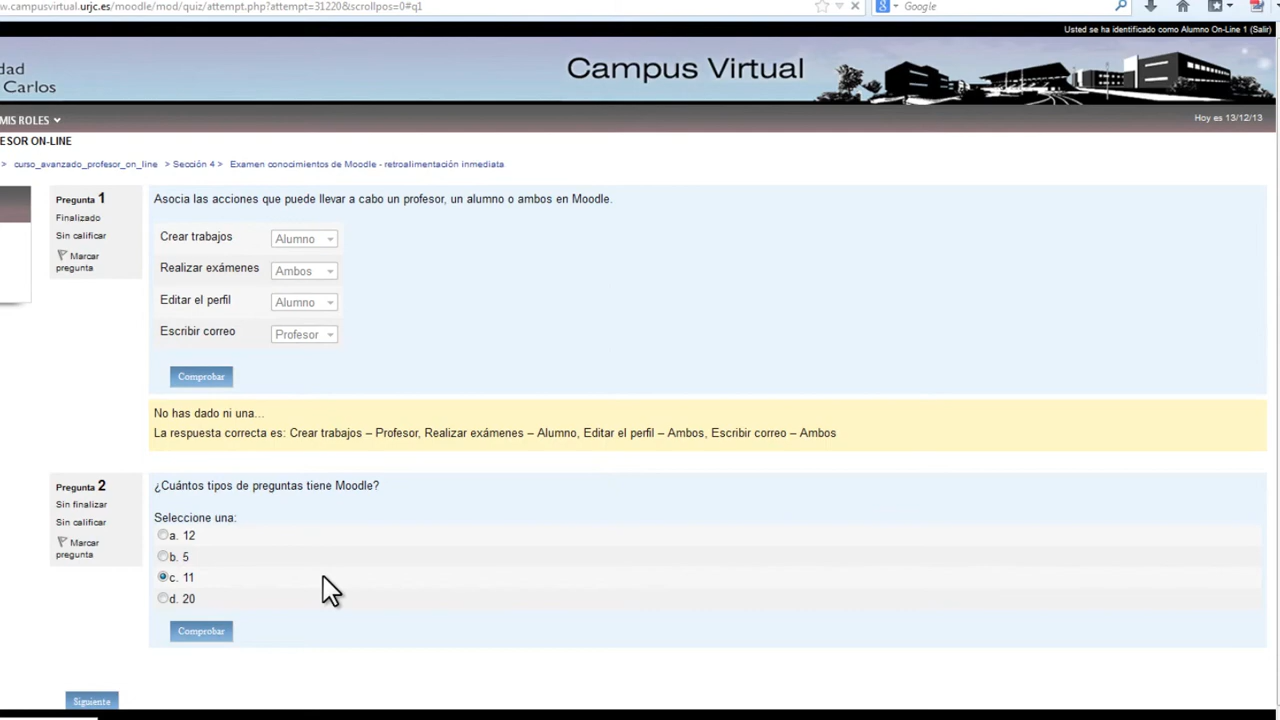 w.campusvirtual.urjc.es/moodle/mod/quiz/attempt.php?attempt=31220&scrollpos=0#q1
Google
Usted se ha identificado como Alumno On-Line 1 (Salir)
dad
Carlos
Campus Virtual
MIS ROLES
Hoy es 13/12/13
ESOR ON-LINE
> curso_avanzado_profesor_on_line > Sección 4 > Examen conocimientos de Moodle - retroalimentación inmediata
Pregunta 1
Finalizado
Sin calificar
Marcar
pregunta
Asocia las acciones que puede llevar a cabo un profesor, un alumno o ambos en Moodle.
Crear trabajos Alumno
Realizar exámenes Ambos
Editar el perfil Alumno
Escribir correo Profesor
Comprobar
No has dado ni una...
La respuesta correcta es: Crear trabajos – Profesor, Realizar exámenes – Alumno, Editar el perfil – Ambos, Escribir correo – Ambos
Pregunta 2
Sin finalizar
Sin calificar
Marcar
pregunta
¿Cuántos tipos de preguntas tiene Moodle?
Seleccione una:
a. 12
b. 5
c. 11
d. 20
Comprobar
Siguiente